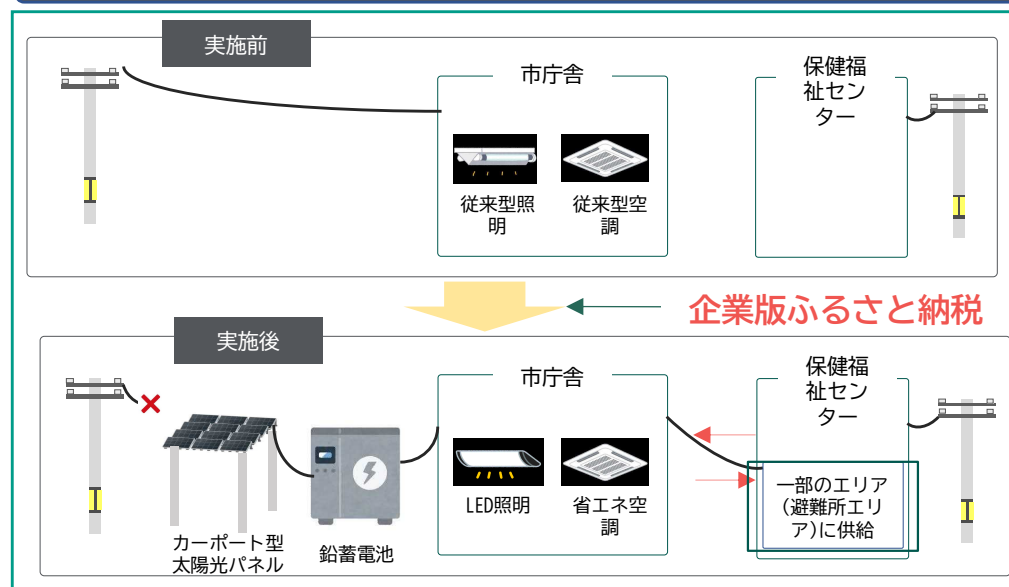 実施前
市庁舎
保健福
祉セン
ター
従来型照
明
従来型空
調
企業版ふるさと納税
実施後
市庁舎
保健福
祉セン
ター
LED照明
省エネ空
調
一部のエリア
(避難所エリ
ア)に供給
カーポート型
太陽光パネル
鉛蓄電池